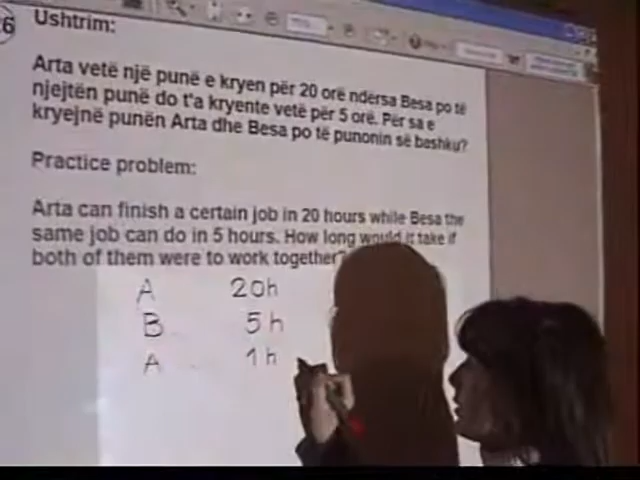 26
Ushtrim:
Arta vetë një punë e kryen për 20 orë ndërsa Besa po të
njejtën punë do t'a kryente vetë për 5 orë. Për sa e
kryejnë punën Arta dhe Besa po të punonin së bashku?
Practice problem:
Arta can finish a certain job in 20 hours while Besa the
same job can do in 5 hours. How long would it take if
both of them were to work together?
A 20h
B 5h
A 1h